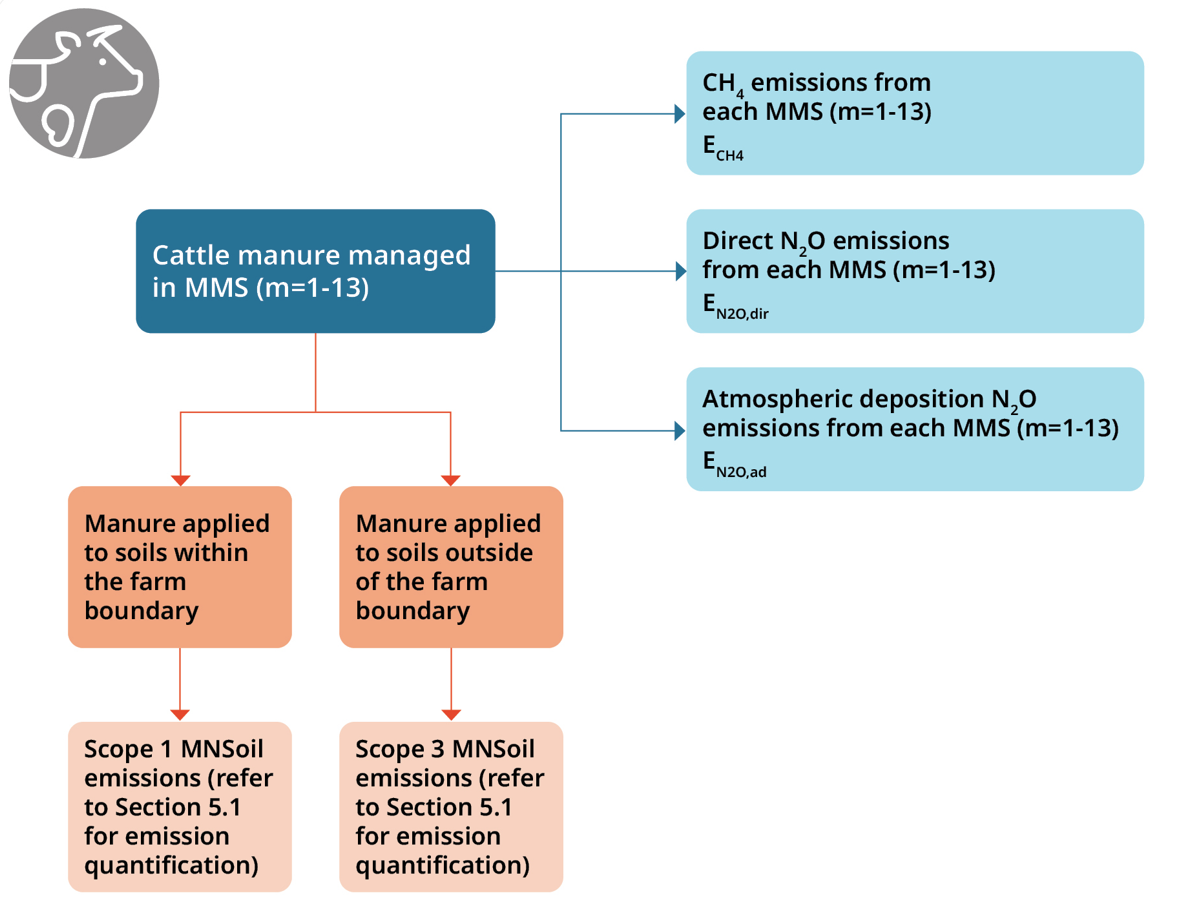 CH4 emissions from
each MMS (m=1-13)
ECH4
Cattle manure managed
in MMS (m=1-13)
Direct N2O emissions
from each MMS (m=1-13)
EN2O,dir
Atmospheric deposition N2O
emissions from each MMS (m=1-13)
EN2O,ad
Manure applied
to soils within
the farm
boundary
Manure applied
to soils outside
of the farm
boundary
Scope 1 MNSoil
emissions (refer
to Section 5.1
for emission
quantification)
Scope 3 MNSoil
emissions (refer
to Section 5.1
for emission
quantification)